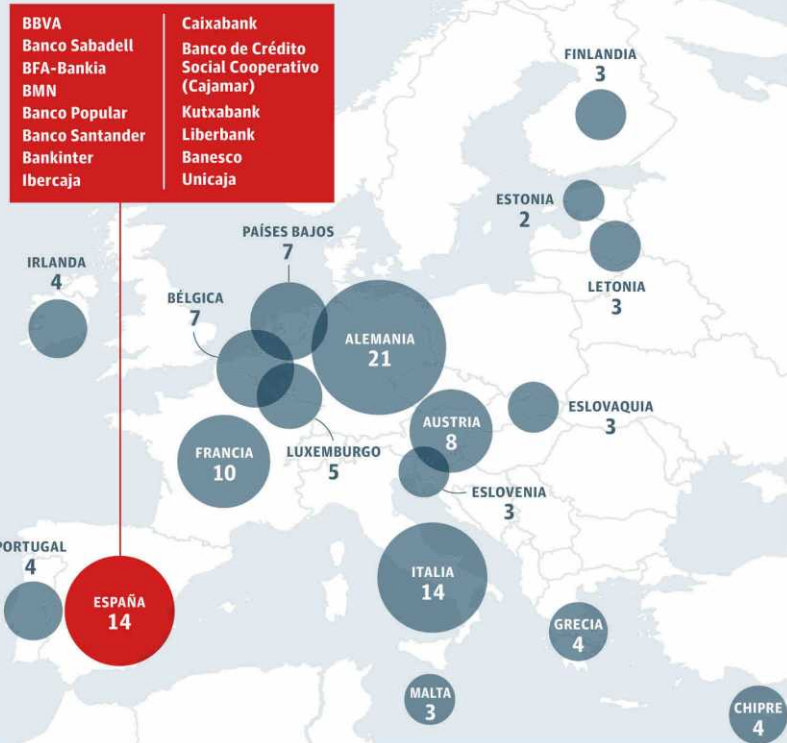 BBVA
Banco Sabadell
BFA-Bankia
BMN
Banco Popular
Banco Santander
Bankinter
Ibercaja
Caixabank
Banco de Crédito
Social Cooperativo
(Cajamar)
Kutxabank
Liberbank
Banesco
Unicaja
FINLANDIA
3
ESTONIA
2
LETONIA
3
PAÍSES BAJOS
7
IRLANDA
4
BÉLGICA
7
ALEMANIA
21
ESLOVAQUIA
3
AUSTRIA
8
FRANCIA
10
LUXEMBURGO
5
ESLOVENIA
3
PORTUGAL
4
ESPAÑA
14
ITALIA
14
GRECIA
4
MALTA
3
CHIPRE
4